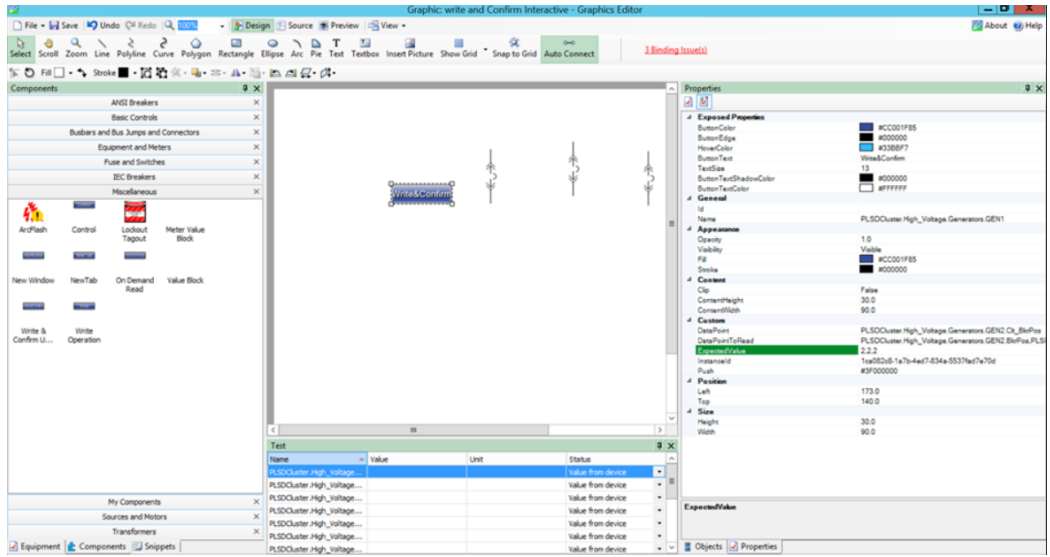 Graphic: write and Confirm Interactive - Graphics Editor
File Save Undo Redo 100% Design Source Preview View About Help
Select Scroll Zoom Line Polyline Curve Polygon Rectangle Ellipse Arc Pie Text Textbox Insert Picture Show Grid Snap to Grid Auto Connect 3 Binding Issue(s)
Fill Stroke
Components
ANSI Breakers
Basic Controls
Busbars and Bus Jumps and Connectors
Equipment and Meters
Fuse and Switches
IEC Breakers
Miscellaneous
ArcFlash Control Lockout Tagout Meter Value Block
New Window NewTab On Demand Read Value Block
Write & Confirm U... Write Operation
My Components
Sources and Motors
Transformers
Equipment Components Snippets
Write&Confirm
Test
Name Value Unit Status
PLSDCluster.High_Voltage... Value from device
PLSDCluster.High_Voltage... Value from device
PLSDCluster.High_Voltage... Value from device
PLSDCluster.High_Voltage... Value from device
PLSDCluster.High_Voltage... Value from device
PLSDCluster.High_Voltage... Value from device
PLSDCluster.High_Voltage... Value from device
Properties
Exposed Properties
ButtonColor #CC001F85
ButtonEdge #000000
HoverColor #33BBF7
ButtonText Write&Confirm
TextSize 13
ButtonTextShadowColor #000000
ButtonTextColor #FFFFFF
General
Id
Name PLSDCluster.High_Voltage.Generators.GEN1
Appearance
Opacity 1.0
Visibility Visible
Fill #CC001F85
Stroke #000000
Content
Clip False
ContentHeight 30.0
ContentWidth 90.0
Custom
DataPoint PLSDCluster.High_Voltage.Generators.GEN2.Ctl_BkrPos
DataPointToRead PLSDCluster.High_Voltage.Generators.GEN2.BkrPos,PLSI
ExpectedValue 2,2,2
InstanceId 1ca082c8-1a7b-4ed7-834a-5537fad7e70d
Push #3F000000
Position
Left 173.0
Top 140.0
Size
Height 30.0
Width 90.0
ExpectedValue
Objects Properties